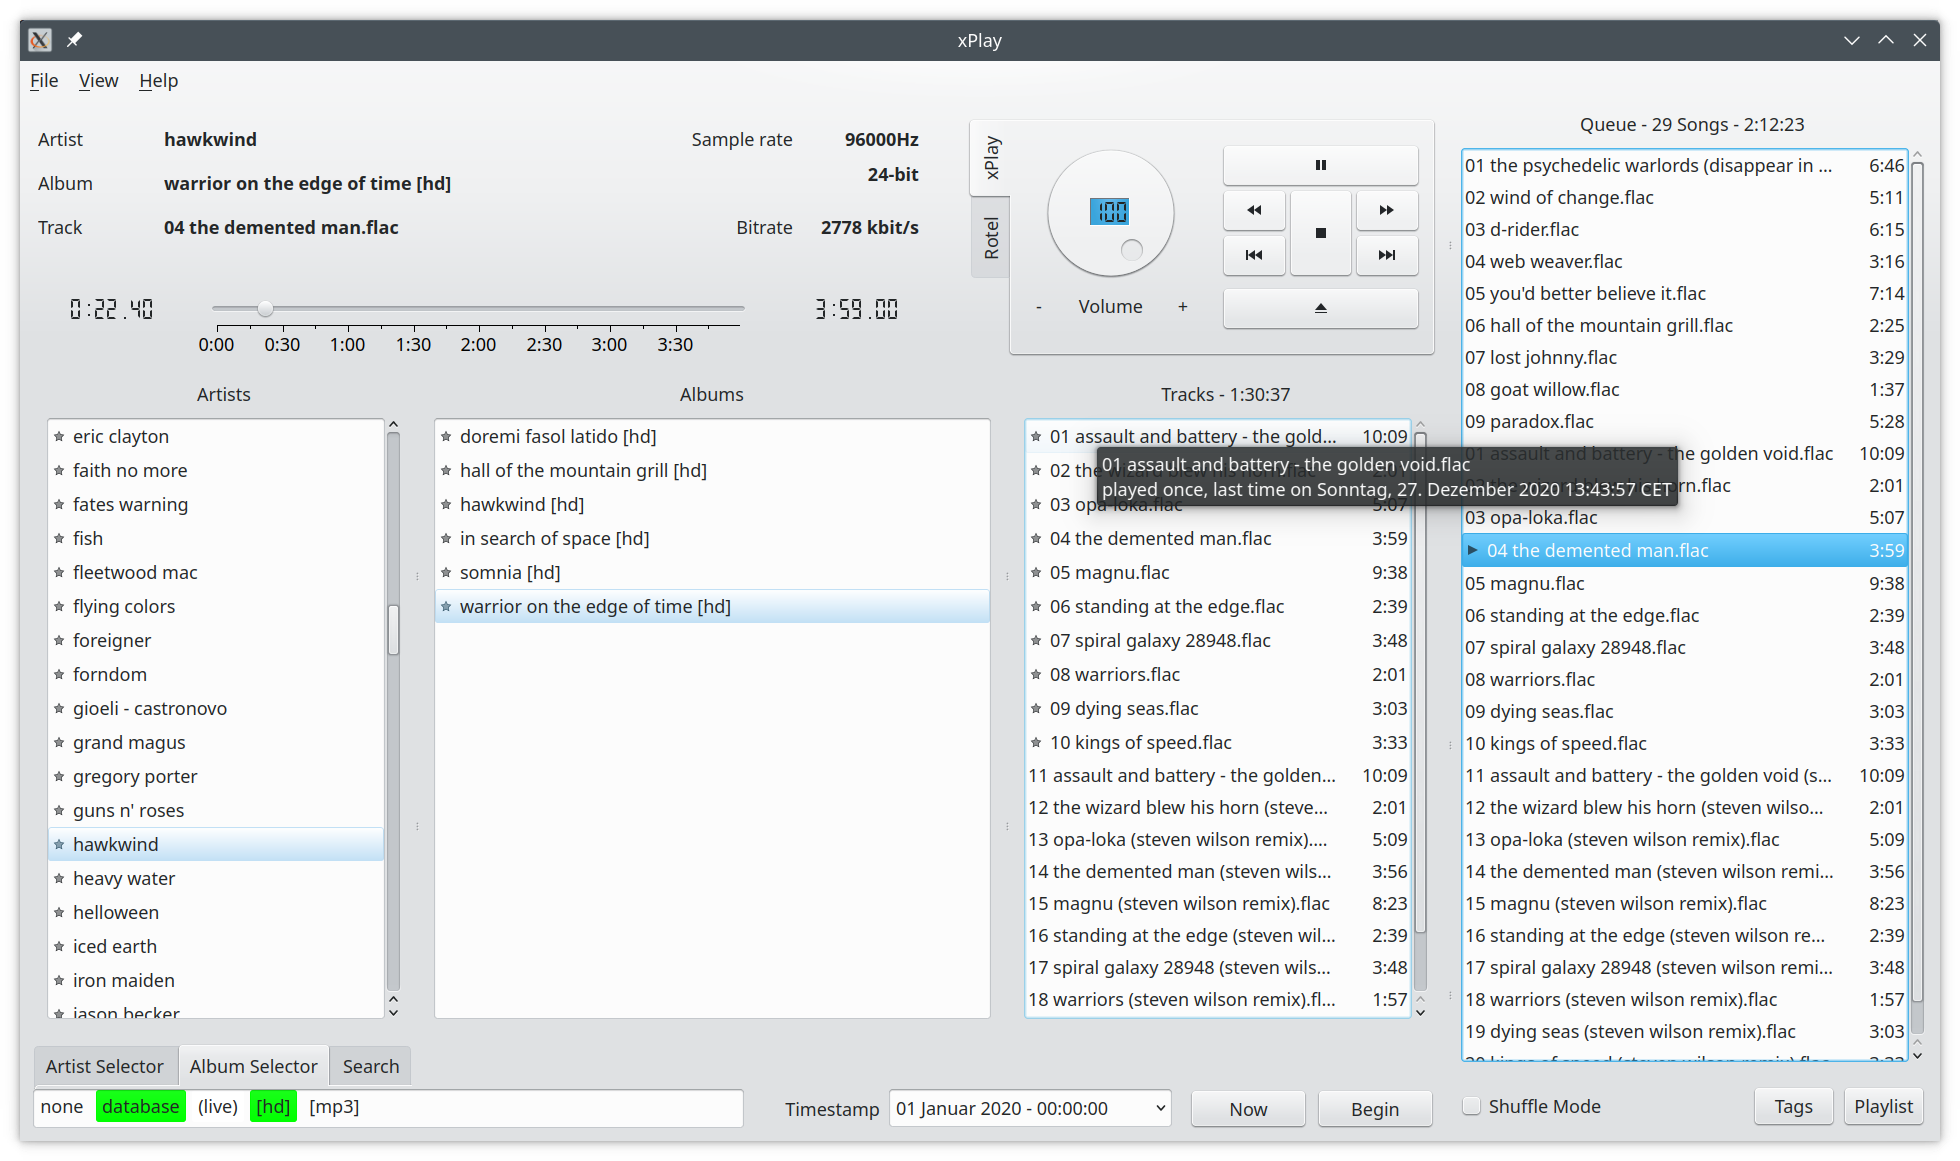 xPlay
File View Help
Artist hawkwind
Album warrior on the edge of time [hd]
Track 04 the demented man.flac
Sample rate 96000Hz
24-bit
Bitrate 2778 kbit/s
0:22.40
3:59.00
0:00 0:30 1:00 1:30 2:00 2:30 3:00 3:30
xPlay
Rotel
100
- Volume +
Artists
eric clayton
faith no more
fates warning
fish
fleetwood mac
flying colors
foreigner
forndom
gioeli - castronovo
grand magus
gregory porter
guns n' roses
hawkwind
heavy water
helloween
iced earth
iron maiden
jason becker
Albums
doremi fasol latido [hd]
hall of the mountain grill [hd]
hawkwind [hd]
in search of space [hd]
somnia [hd]
warrior on the edge of time [hd]
Tracks - 1:30:37
01 assault and battery - the gold... 10:09
02 the wizard blew his horn.flac 2:01
03 opa-loka.flac 5:07
04 the demented man.flac 3:59
05 magnu.flac 9:38
06 standing at the edge.flac 2:39
07 spiral galaxy 28948.flac 3:48
08 warriors.flac 2:01
09 dying seas.flac 3:03
10 kings of speed.flac 3:33
11 assault and battery - the golden... 10:09
12 the wizard blew his horn (steve... 2:01
13 opa-loka (steven wilson remix).... 5:09
14 the demented man (steven wils... 3:56
15 magnu (steven wilson remix).flac 8:23
16 standing at the edge (steven wil... 2:39
17 spiral galaxy 28948 (steven wils... 3:48
18 warriors (steven wilson remix).fl... 1:57
01 assault and battery - the golden void.flac
played once, last time on Sonntag, 27. Dezember 2020 13:43:57 CET
Queue - 29 Songs - 2:12:23
01 the psychedelic warlords (disappear in ... 6:46
02 wind of change.flac 5:11
03 d-rider.flac 6:15
04 web weaver.flac 3:16
05 you'd better believe it.flac 7:14
06 hall of the mountain grill.flac 2:25
07 lost johnny.flac 3:29
08 goat willow.flac 1:37
09 paradox.flac 5:28
01 assault and battery - the golden void.flac 10:09
02 the wizard blew his horn.flac 2:01
03 opa-loka.flac 5:07
04 the demented man.flac 3:59
05 magnu.flac 9:38
06 standing at the edge.flac 2:39
07 spiral galaxy 28948.flac 3:48
08 warriors.flac 2:01
09 dying seas.flac 3:03
10 kings of speed.flac 3:33
11 assault and battery - the golden void (s... 10:09
12 the wizard blew his horn (steven wilso... 2:01
13 opa-loka (steven wilson remix).flac 5:09
14 the demented man (steven wilson remi... 3:56
15 magnu (steven wilson remix).flac 8:23
16 standing at the edge (steven wilson re... 2:39
17 spiral galaxy 28948 (steven wilson remi... 3:48
18 warriors (steven wilson remix).flac 1:57
19 dying seas (steven wilson remix).flac 3:03
20 kings of speed (steven wilson remix).flac 3:33
Artist Selector Album Selector Search
none database (live) [hd] [mp3]
Timestamp 01 Januar 2020 - 00:00:00 Now Begin
Shuffle Mode Tags Playlist